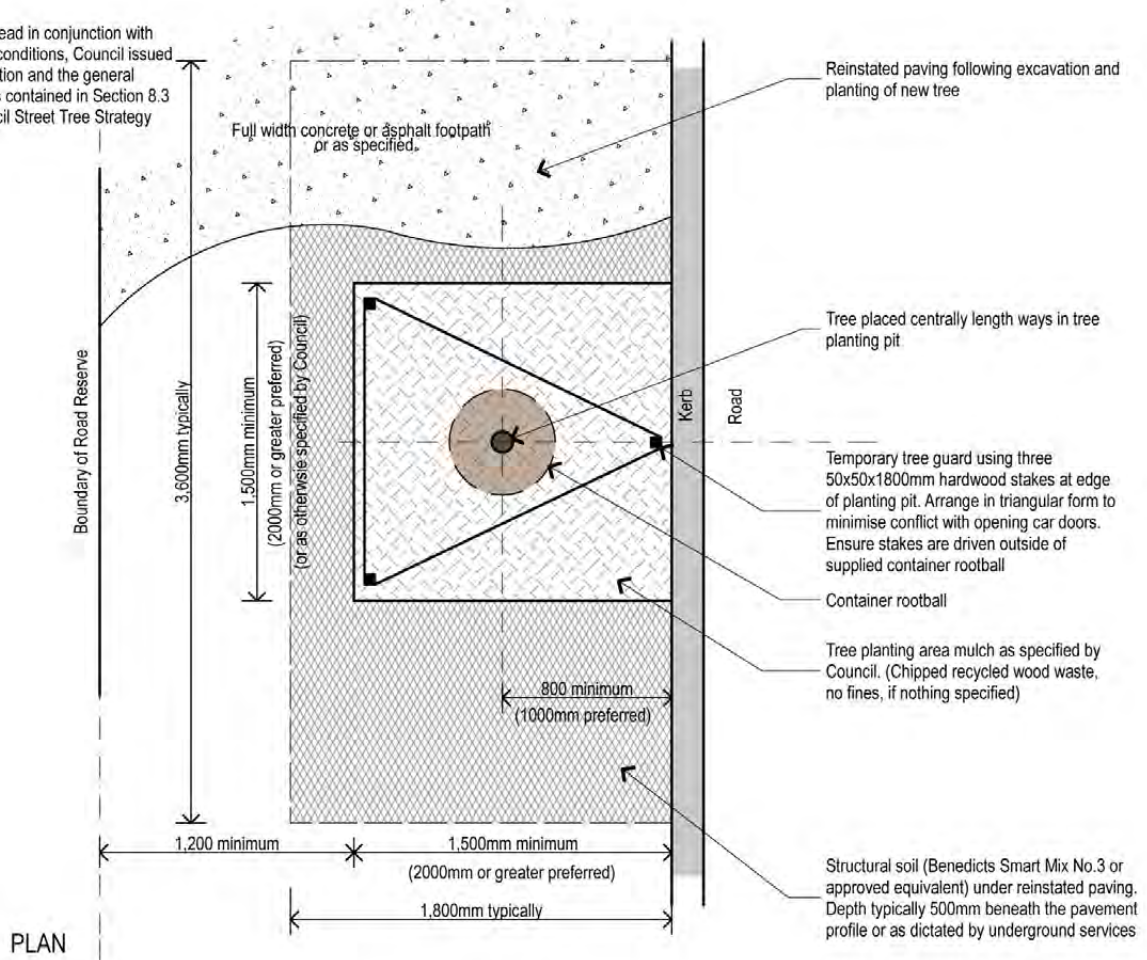 ead in conjunction with
conditions, Council issued
tion and the general
s contained in Section 8.3
cil Street Tree Strategy
Full width concrete or asphalt footpath
or as specified.
Reinstated paving following excavation and
planting of new tree
Boundary of Road Reserve
3,600mm typically
1,500mm minimum
(2000mm or greater preferred)
(or as otherwsie specified by Council)
Kerb
Road
Tree placed centrally length ways in tree
planting pit
Temporary tree guard using three
50x50x1800mm hardwood stakes at edge
of planting pit. Arrange in triangular form to
minimise conflict with opening car doors.
Ensure stakes are driven outside of
supplied container rootball
Container rootball
Tree planting area mulch as specified by
Council. (Chipped recycled wood waste,
no fines, if nothing specified)
800 minimum
(1000mm preferred)
1,200 minimum
1,500mm minimum
(2000mm or greater preferred)
1,800mm typically
Structural soil (Benedicts Smart Mix No.3 or
approved equivalent) under reinstated paving.
Depth typically 500mm beneath the pavement
profile or as dictated by underground services
PLAN